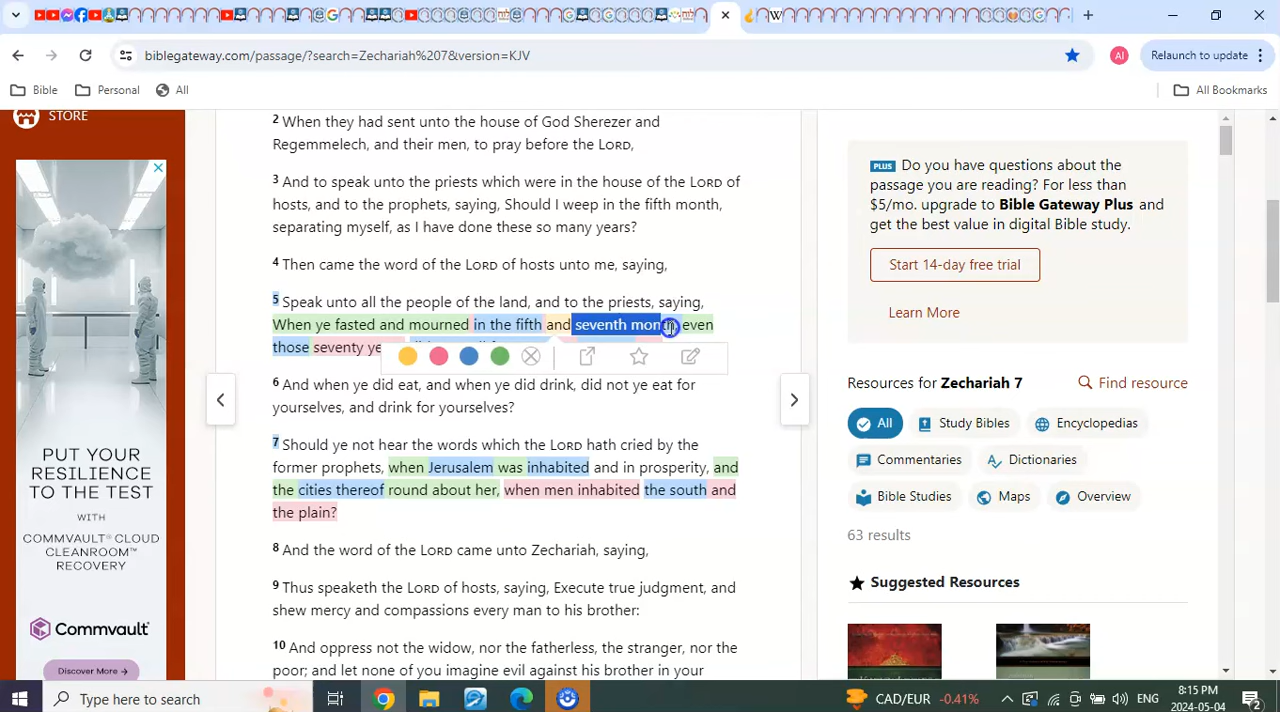 biblegateway.com/passage/?search=Zechariah%207&version=KJV
AI
Relaunch to update
Bible
Personal
All
All Bookmarks
STORE
PUT YOUR
RESILIENCE
TO THE TEST
WITH
COMMVAULT® CLOUD
CLEANROOM™
RECOVERY
Commvault®
Discover More →
2 When they had sent unto the house of God Sherezer and
Regemmelech, and their men, to pray before the LORD,
3 And to speak unto the priests which were in the house of the LORD of
hosts, and to the prophets, saying, Should I weep in the fifth month,
separating myself, as I have done these so many years?
4 Then came the word of the LORD of hosts unto me, saying,
5 Speak unto all the people of the land, and to the priests, saying,
When ye fasted and mourned in the fifth and seventh month, even
those seventy ye
6 And when ye did eat, and when ye did drink, did not ye eat for
yourselves, and drink for yourselves?
7 Should ye not hear the words which the LORD hath cried by the
former prophets, when Jerusalem was inhabited and in prosperity, and
the cities thereof round about her, when men inhabited the south and
the plain?
8 And the word of the LORD came unto Zechariah, saying,
9 Thus speaketh the LORD of hosts, saying, Execute true judgment, and
shew mercy and compassions every man to his brother:
10 And oppress not the widow, nor the fatherless, the stranger, nor the
poor; and let none of you imagine evil against his brother in your
PLUS Do you have questions about the
passage you are reading? For less than
$5/mo. upgrade to Bible Gateway Plus and
get the best value in digital Bible study.
Start 14-day free trial
Learn More
Resources for Zechariah 7
Find resource
All
Study Bibles
Encyclopedias
Commentaries
Dictionaries
Bible Studies
Maps
Overview
63 results
Suggested Resources
Type here to search
CAD/EUR -0.41%
ENG
8:15 PM
2024-05-04
2